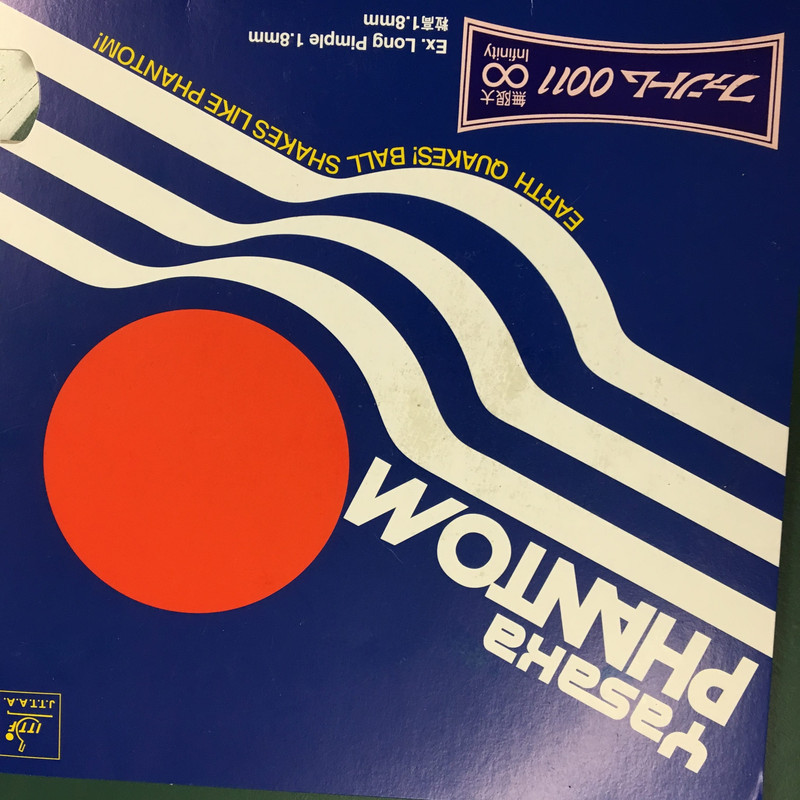 Yasaka
PHANTOM
EARTH QUAKES! BALL SHAKES LIKE PHANTOM!
ファントム 0011
∞
無限大
Infinity
Ex. Long Pimple 1.8mm
粒高1.8mm
ITTF
J.T.T.A.A.